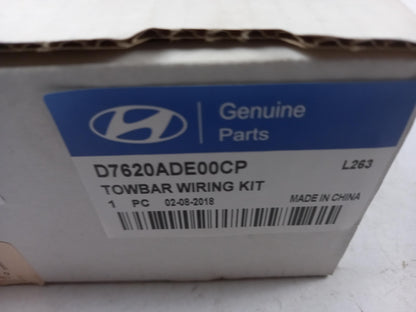 Genuine
Parts
D7620ADE00CP L263
TOWBAR WIRING KIT
1 PC 02-08-2018 MADE IN CHINA